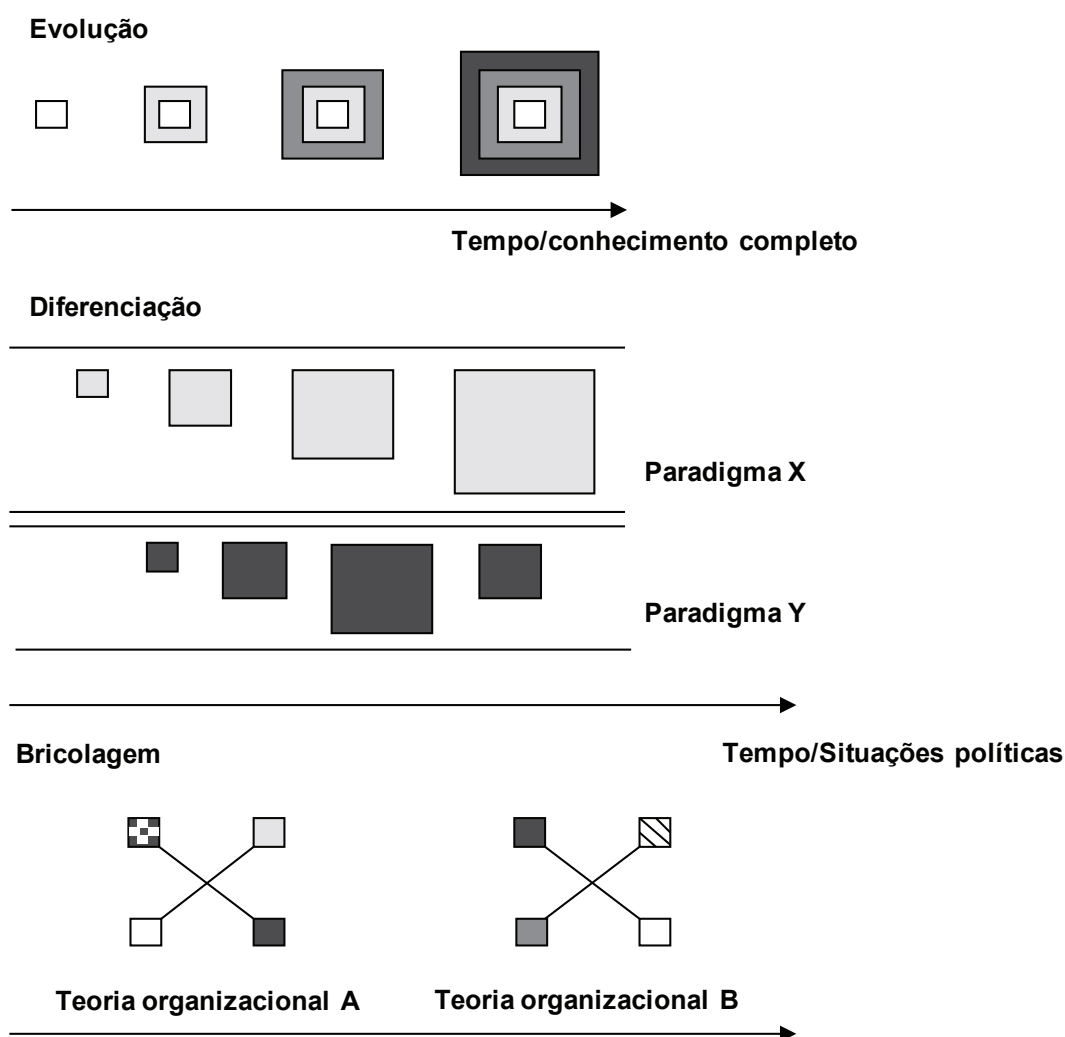 Evolução
Tempo/conhecimento completo
Diferenciação
Paradigma X
Paradigma Y
Bricolagem
Tempo/Situações políticas
Teoria organizacional A
Teoria organizacional B